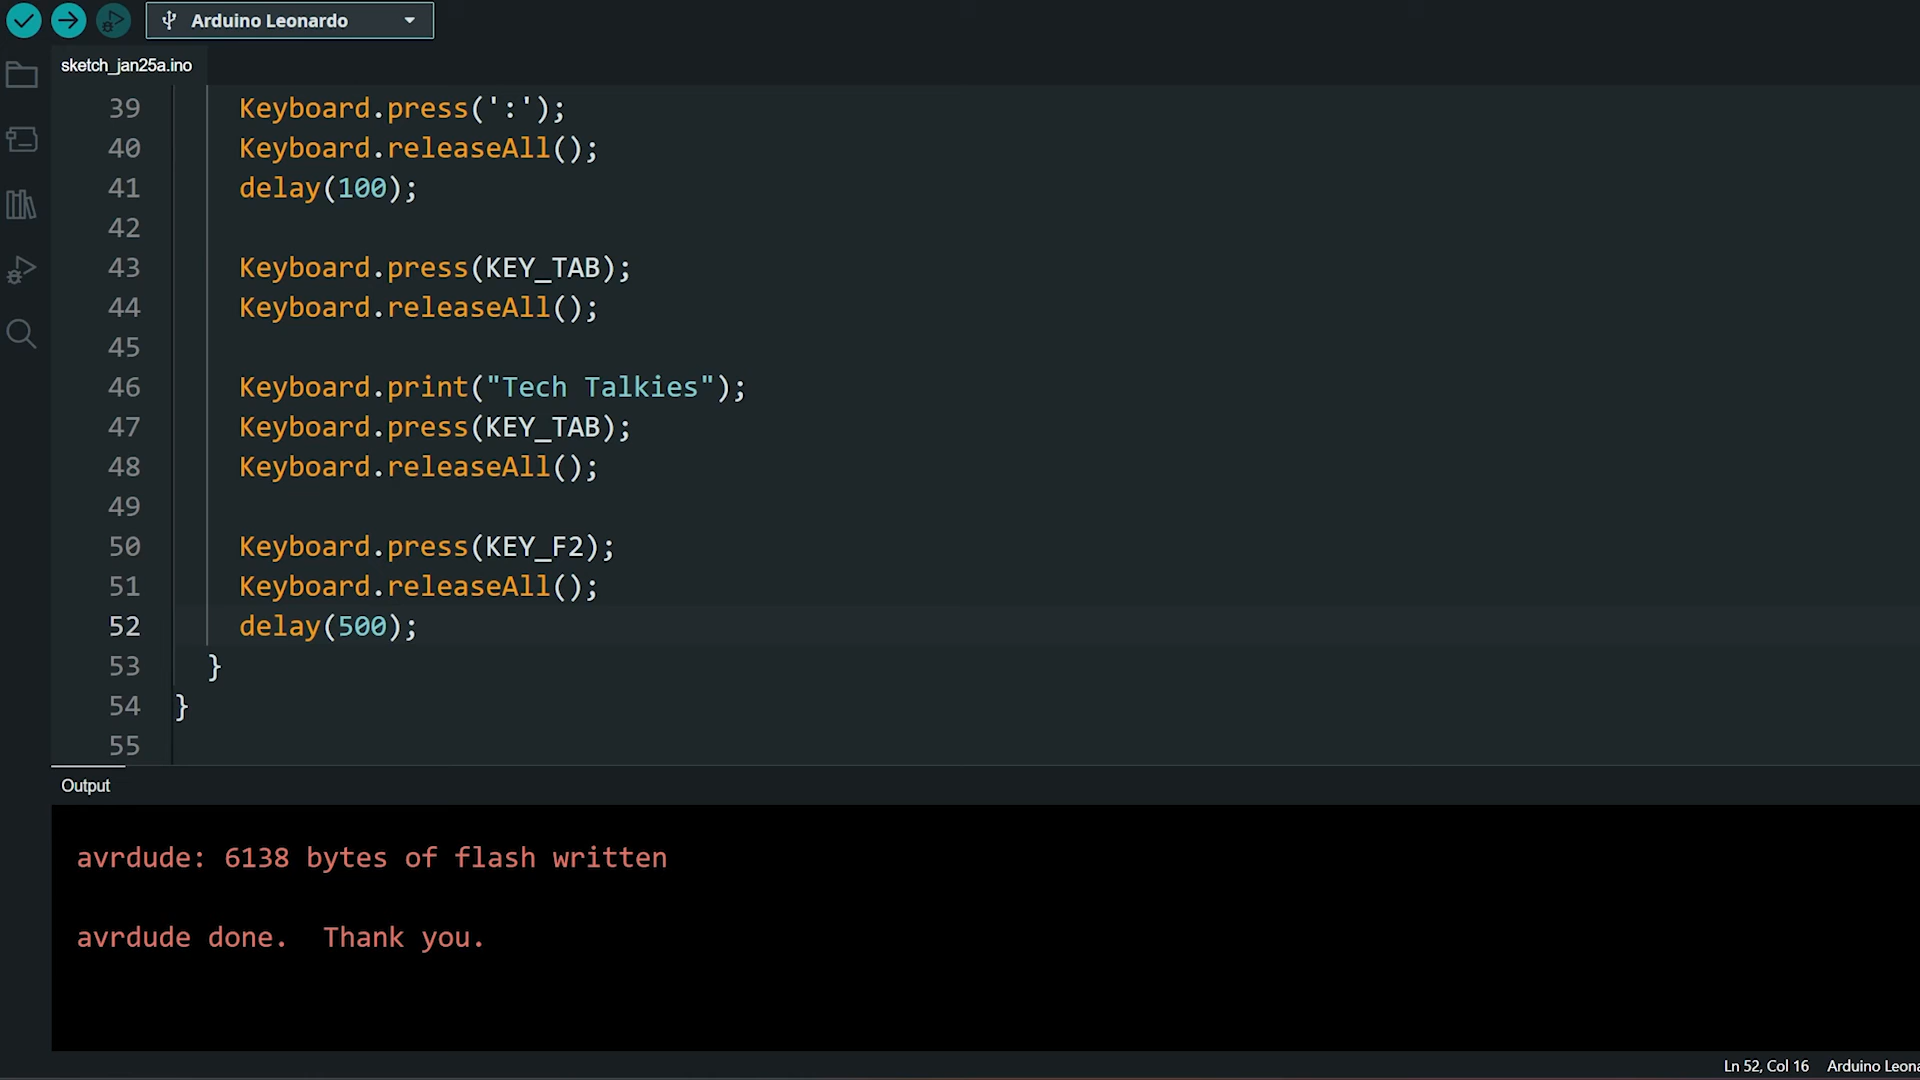 Arduino Leonardo
sketch_jan25a.ino
39 Keyboard.press(':');
40 Keyboard.releaseAll();
41 delay(100);
42
43 Keyboard.press(KEY_TAB);
44 Keyboard.releaseAll();
45
46 Keyboard.print("Tech Talkies");
47 Keyboard.press(KEY_TAB);
48 Keyboard.releaseAll();
49
50 Keyboard.press(KEY_F2);
51 Keyboard.releaseAll();
52 delay(500);
53 }
54 }
55
Output
avrdude: 6138 bytes of flash written
avrdude done. Thank you.
Ln 52, Col 16 Arduino Leona